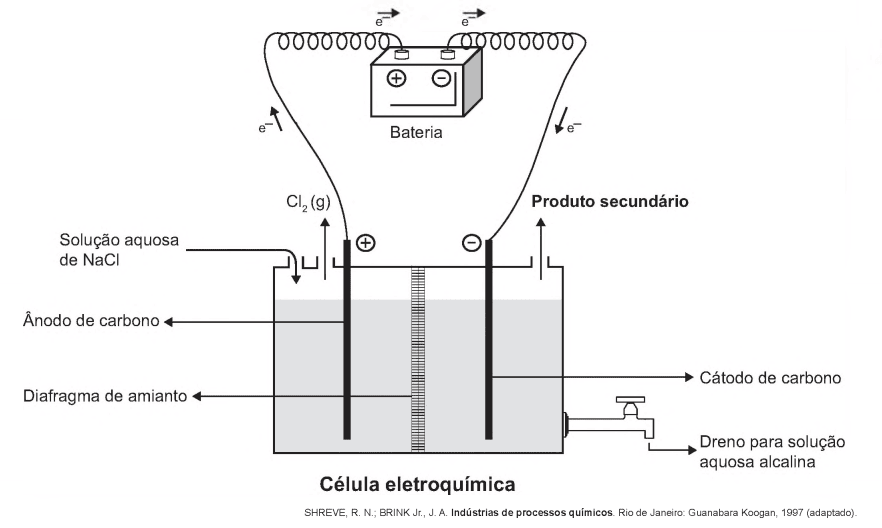 e⁻
e⁻
+
−
Bateria
e⁻
e⁻
Cl₂ (g)
Produto secundário
+
−
Solução aquosa
de NaCl
Ânodo de carbono
Diafragma de amianto
Cátodo de carbono
Dreno para solução
aquosa alcalina
Célula eletroquímica
SHREVE, R. N.; BRINK Jr., J. A. Indústrias de processos químicos. Rio de Janeiro: Guanabara Koogan, 1997 (adaptado).